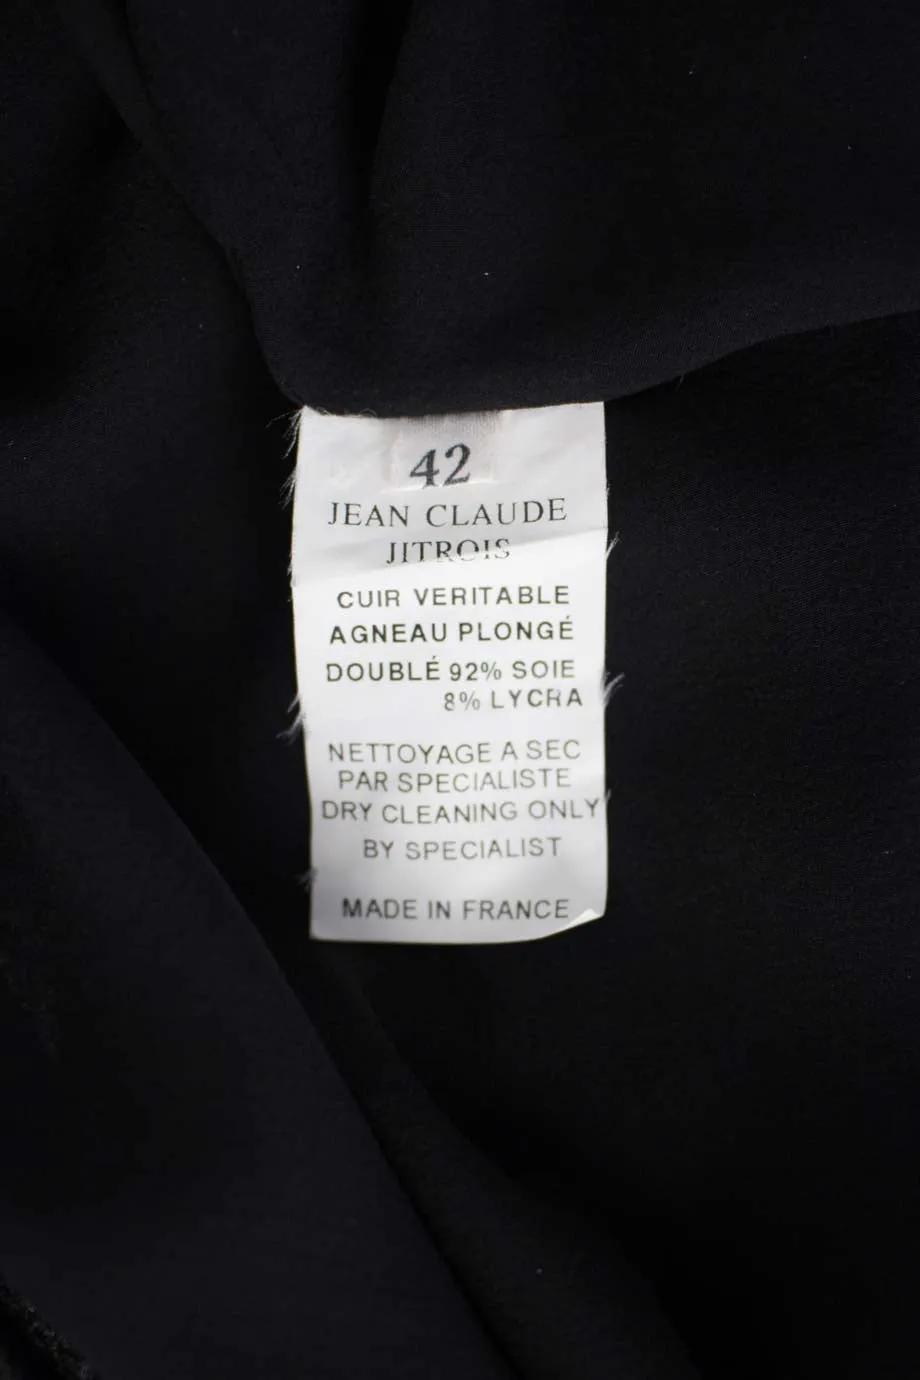 42
JEAN CLAUDE
JITROIS
CUIR VERITABLE
AGNEAU PLONGÉ
DOUBLÉ 92% SOIE
8% LYCRA
NETTOYAGE A SEC
PAR SPECIALISTE
DRY CLEANING ONLY
BY SPECIALIST
MADE IN FRANCE